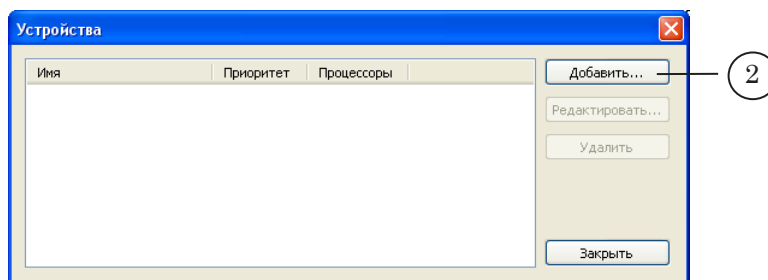 Устройства
Имя Приоритет Процессоры
Добавить...
2
Редактировать...
Удалить
Закрыть